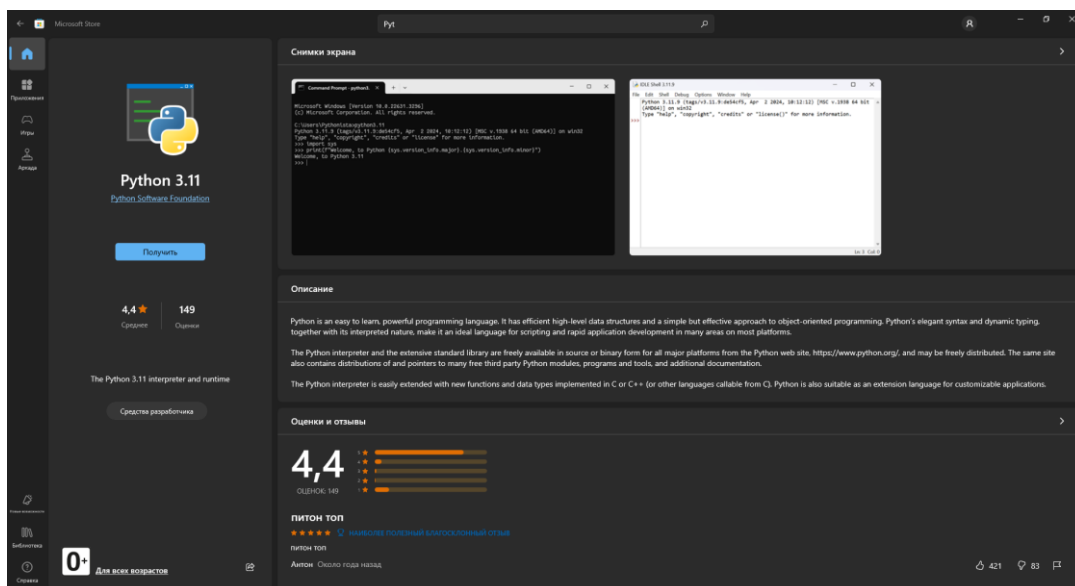 Microsoft Store
Pyt
Приложения
Игры
Аркада
Библиотека
Справка
Python 3.11
Python Software Foundation
Получить
4,4
149
Среднее
Оценки
The Python 3.11 interpreter and runtime
Средства разработчика
0+
Для всех возрастов
Снимки экрана
Command Prompt - python3.
Microsoft Windows [Version 10.0.22631.3296]
(c) Microsoft Corporation. All rights reserved.
Python 3.11.9 (tags/v3.11.9:de54cf5, Apr 2 2024, 10:12:12) [MSC v.1938 64 bit (AMD64)] on win32
Type "help", "copyright", "credits" or "license" for more information.
>>> import sys
>>> print(f"Welcome, to Python {sys.version_info.major}.{sys.version_info.minor}")
Welcome, to Python 3.11
>>>
IDLE Shell 3.11.9
File Edit Shell Debug Options Window Help
Python 3.11.9 (tags/v3.11.9:de54cf5, Apr 2 2024, 10:12:12) [MSC v.1938 64 bit
(AMD64)] on win32
Type "help", "copyright", "credits" or "license()" for more information.
>>>
Ln: 3 Col: 0
Описание
Python is an easy to learn, powerful programming language. It has efficient high-level data structures and a simple but effective approach to object-oriented programming. Python's elegant syntax and dynamic typing,
together with its interpreted nature, make it an ideal language for scripting and rapid application development in many areas on most platforms.
The Python interpreter and the extensive standard library are freely available in source or binary form for all major platforms from the Python web site, https://www.python.org/, and may be freely distributed. The same site
also contains distributions of and pointers to many free third party Python modules, programs and tools, and additional documentation.
The Python interpreter is easily extended with new functions and data types implemented in C or C++ (or other languages callable from C). Python is also suitable as an extension language for customizable applications.
Оценки и отзывы
4,4
ОЦЕНОК: 149
5
4
3
2
1
питон топ
НАИБОЛЕЕ ПОЛЕЗНЫЙ БЛАГОСКЛОННЫЙ ОТЗЫВ
питон топ
Антон Около года назад
421
83